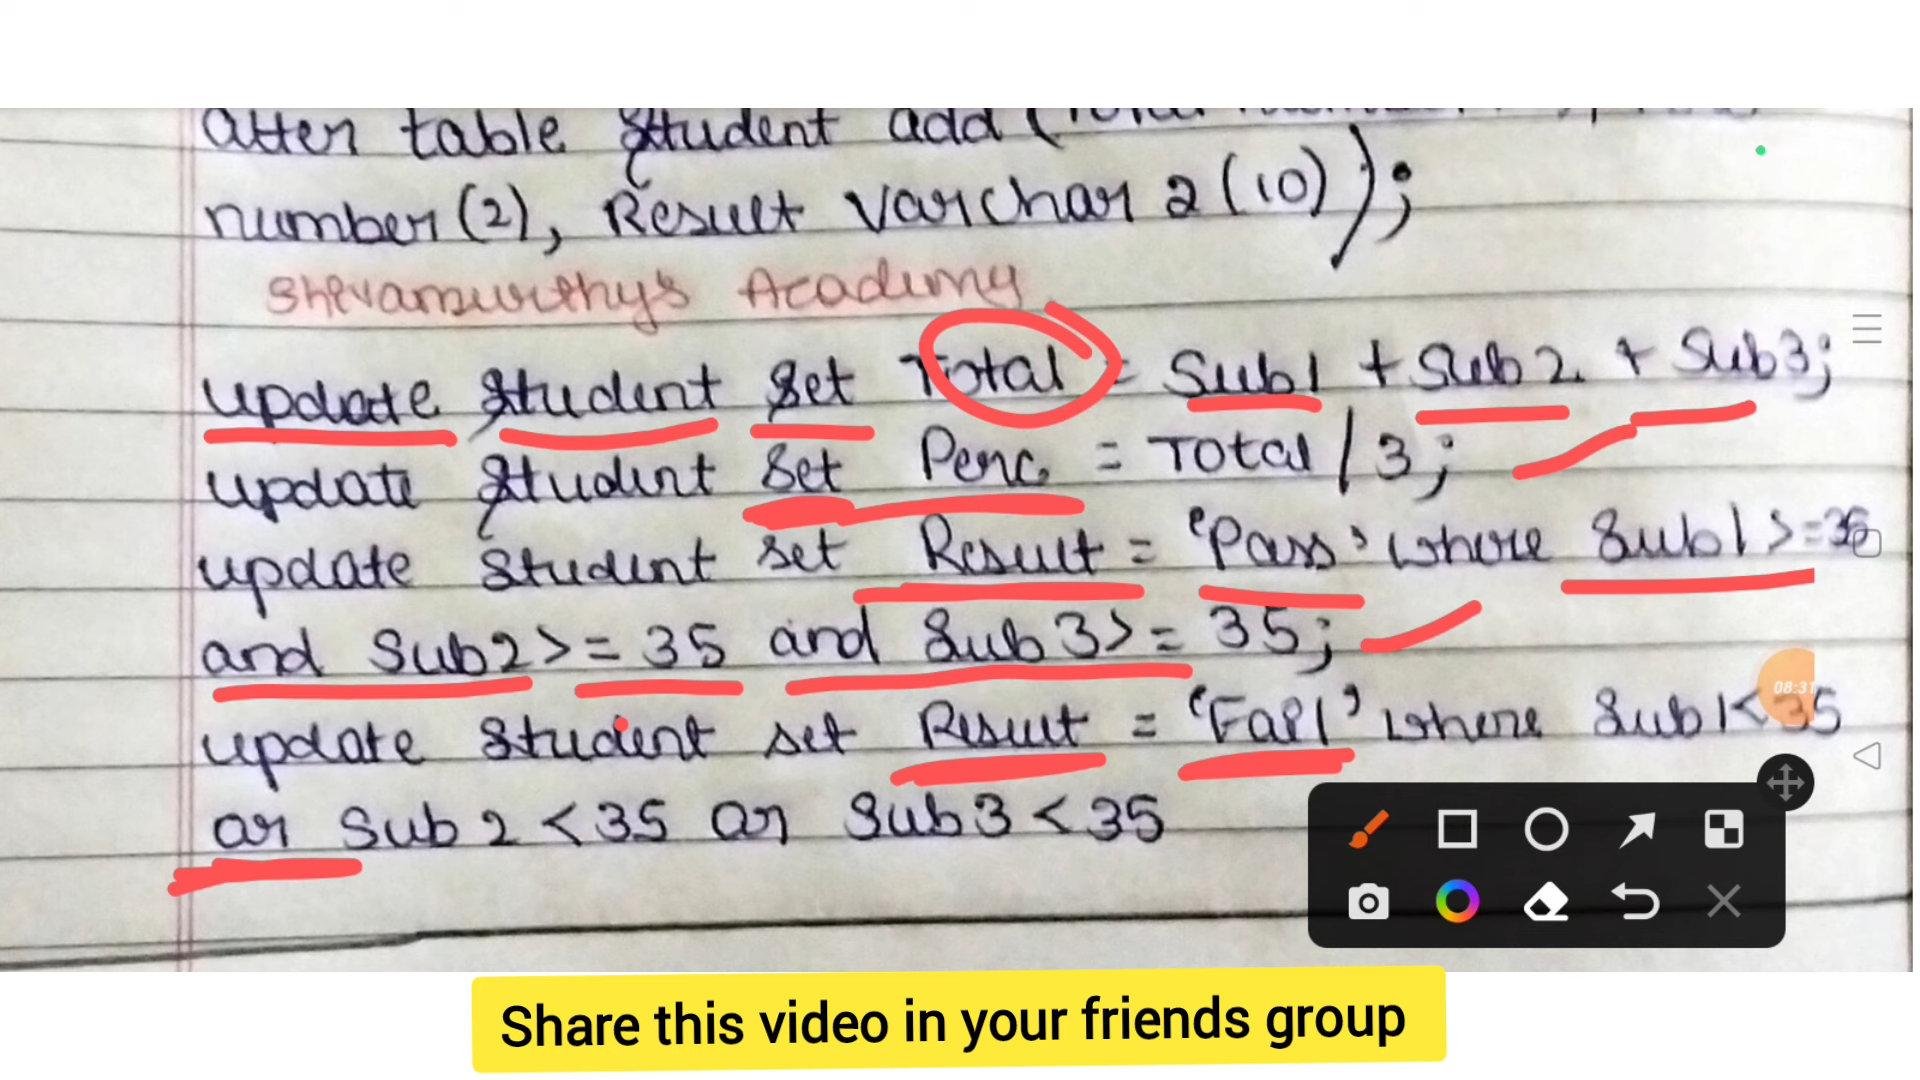 alter table Student add (Total
number(2), Result varchar2(10));
Shivamurthy's Academy
update Student Set Total = Sub1 + Sub2 + Sub3;
update Student Set Perc = Total / 3;
update Student set Result = 'Pass' where Sub1 >=35
and Sub2 >= 35 and Sub3 >= 35;
update Student set Result = 'Fail' where Sub1 < 35
or Sub2 < 35 or Sub3 < 35
08:31
Share this video in your friends group